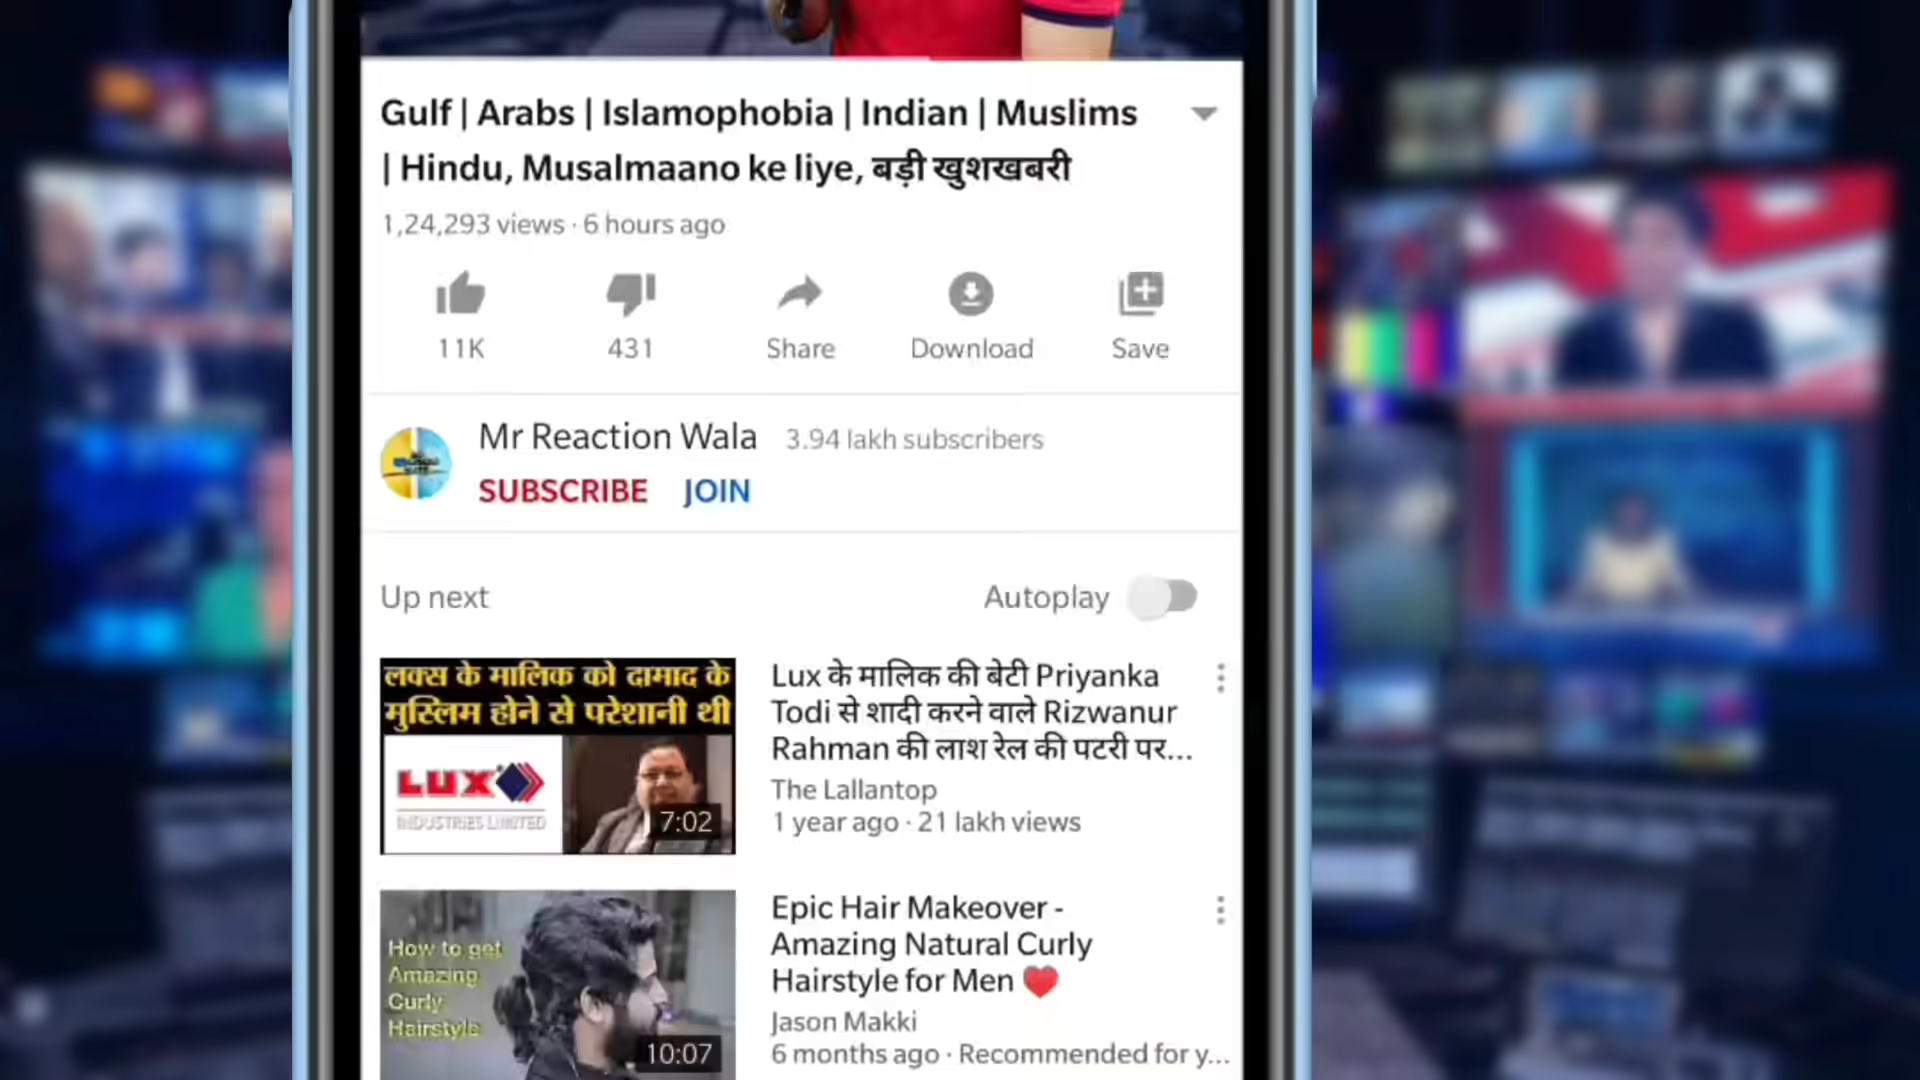 Gulf | Arabs | Islamophobia | Indian | Muslims
| Hindu, Musalmaano ke liye, बड़ी खुशखबरी
1,24,293 views · 6 hours ago
11K
431
Share
Download
Save
Mr Reaction Wala 3.94 lakh subscribers
SUBSCRIBE JOIN
Up next
Autoplay
लक्स के मालिक को दामाद के
मुस्लिम होने से परेशानी थी
LUX
INDUSTRIES LIMITED
7:02
Lux के मालिक की बेटी Priyanka
Todi से शादी करने वाले Rizwanur
Rahman की लाश रेल की पटरी पर...
The Lallantop
1 year ago · 21 lakh views
How to get
Amazing
Curly
Hairstyle
10:07
Epic Hair Makeover -
Amazing Natural Curly
Hairstyle for Men ❤️
Jason Makki
6 months ago · Recommended for y...